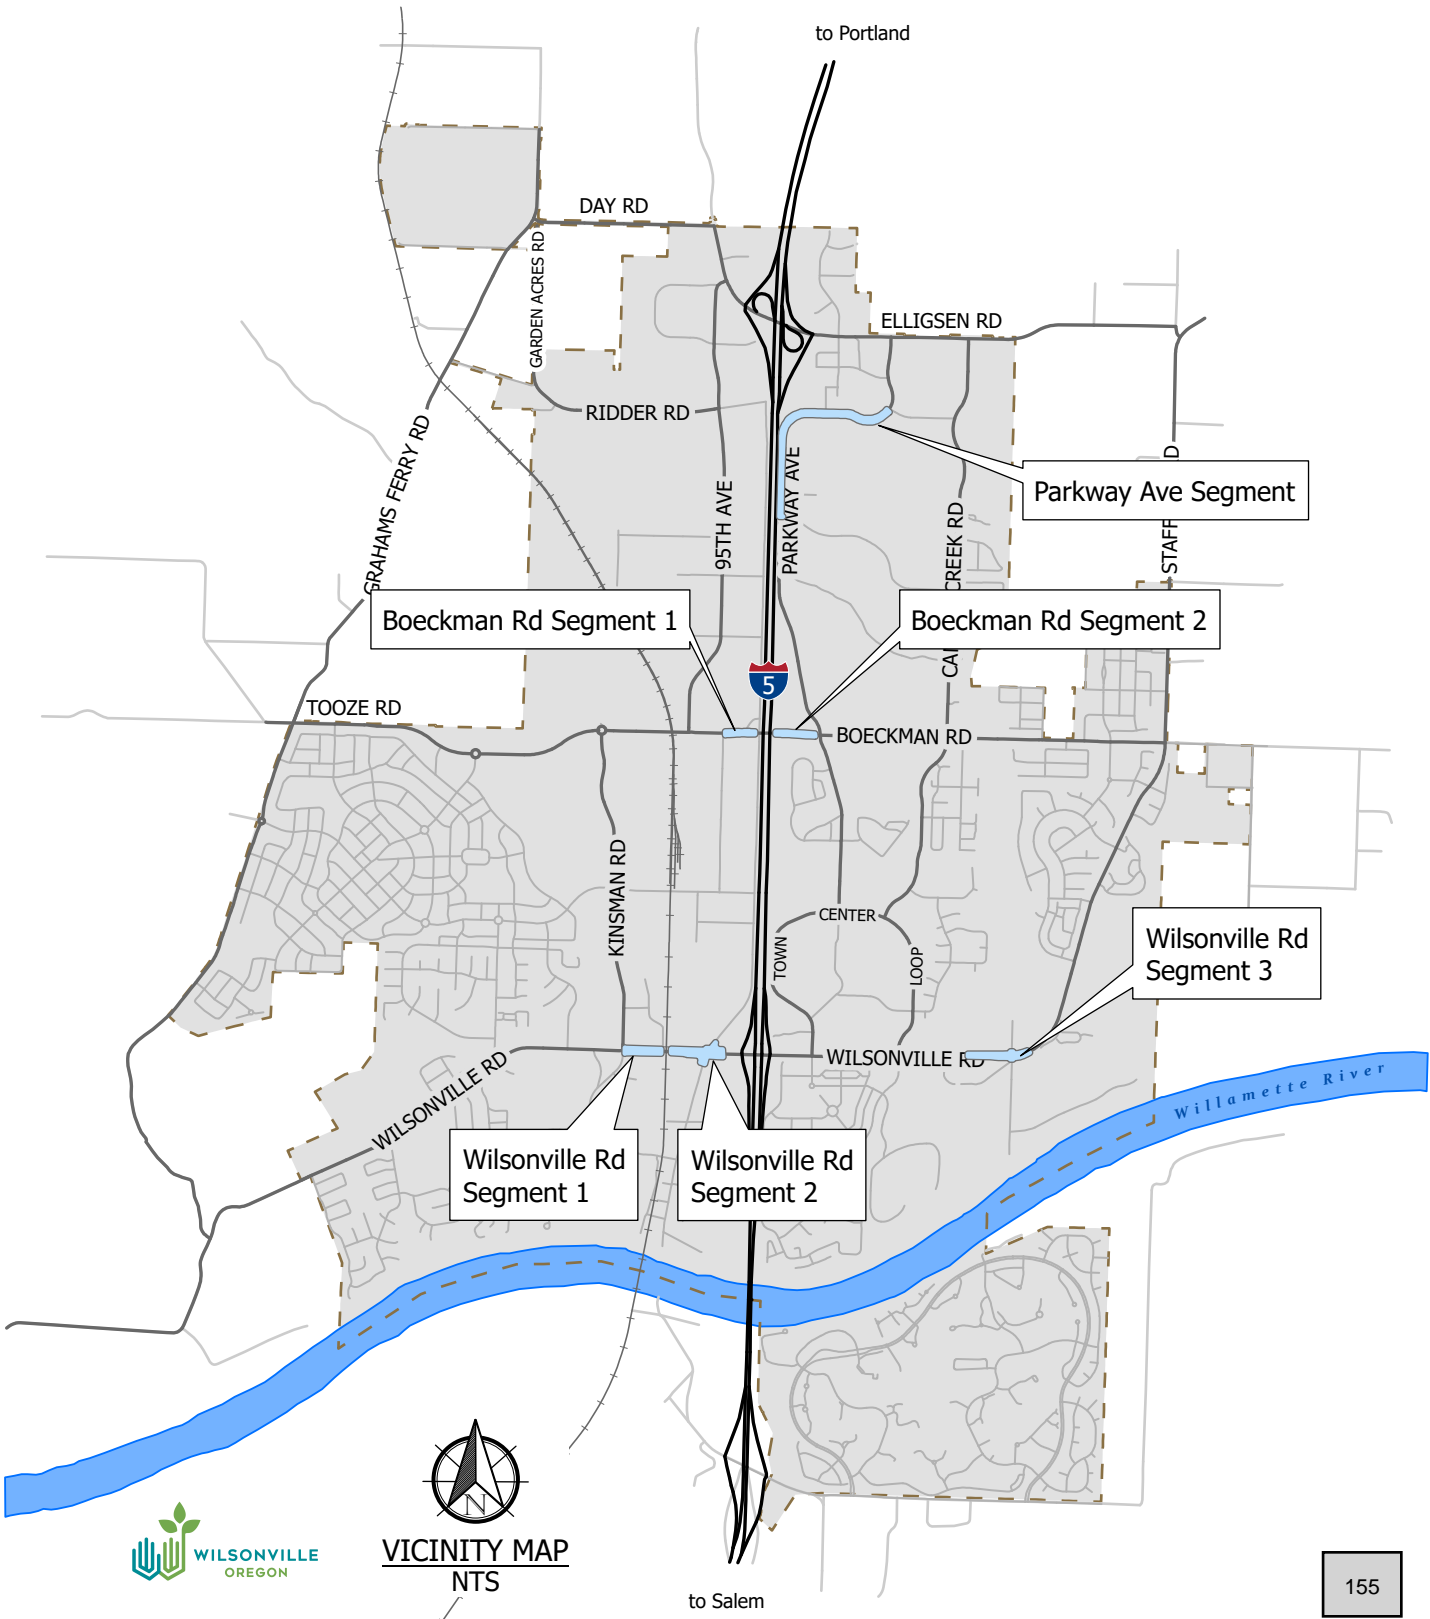 to Portland
DAY RD
GARDEN ACRES RD
ELLIGSEN RD
RIDDER RD
GRAHAMS FERRY RD
95TH AVE
PARKWAY AVE
Parkway Ave Segment
CREEK RD
CA
STAFF
D
Boeckman Rd Segment 1
Boeckman Rd Segment 2
5
TOOZE RD
BOECKMAN RD
KINSMAN RD
TOWN
CENTER
LOOP
Wilsonville Rd
Segment 3
WILSONVILLE RD
WILSONVILLE RD
Willamette River
Wilsonville Rd
Segment 1
Wilsonville Rd
Segment 2
N
VICINITY MAP
NTS
WILSONVILLE
OREGON
to Salem
155